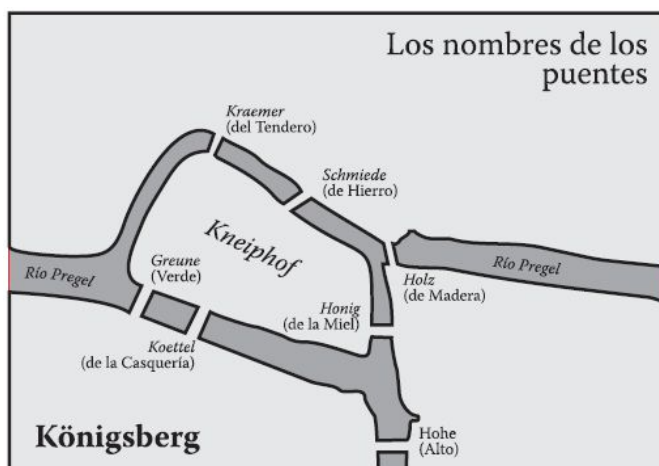 Los nombres de los
puentes
Kraemer
(del Tendero)
Schmiede
(de Hierro)
Kneiphof
Greune
(Verde)
Río Pregel
Río Pregel
Holz
(de Madera)
Honig
(de la Miel)
Koettel
(de la Casquería)
Königsberg
Hohe
(Alto)